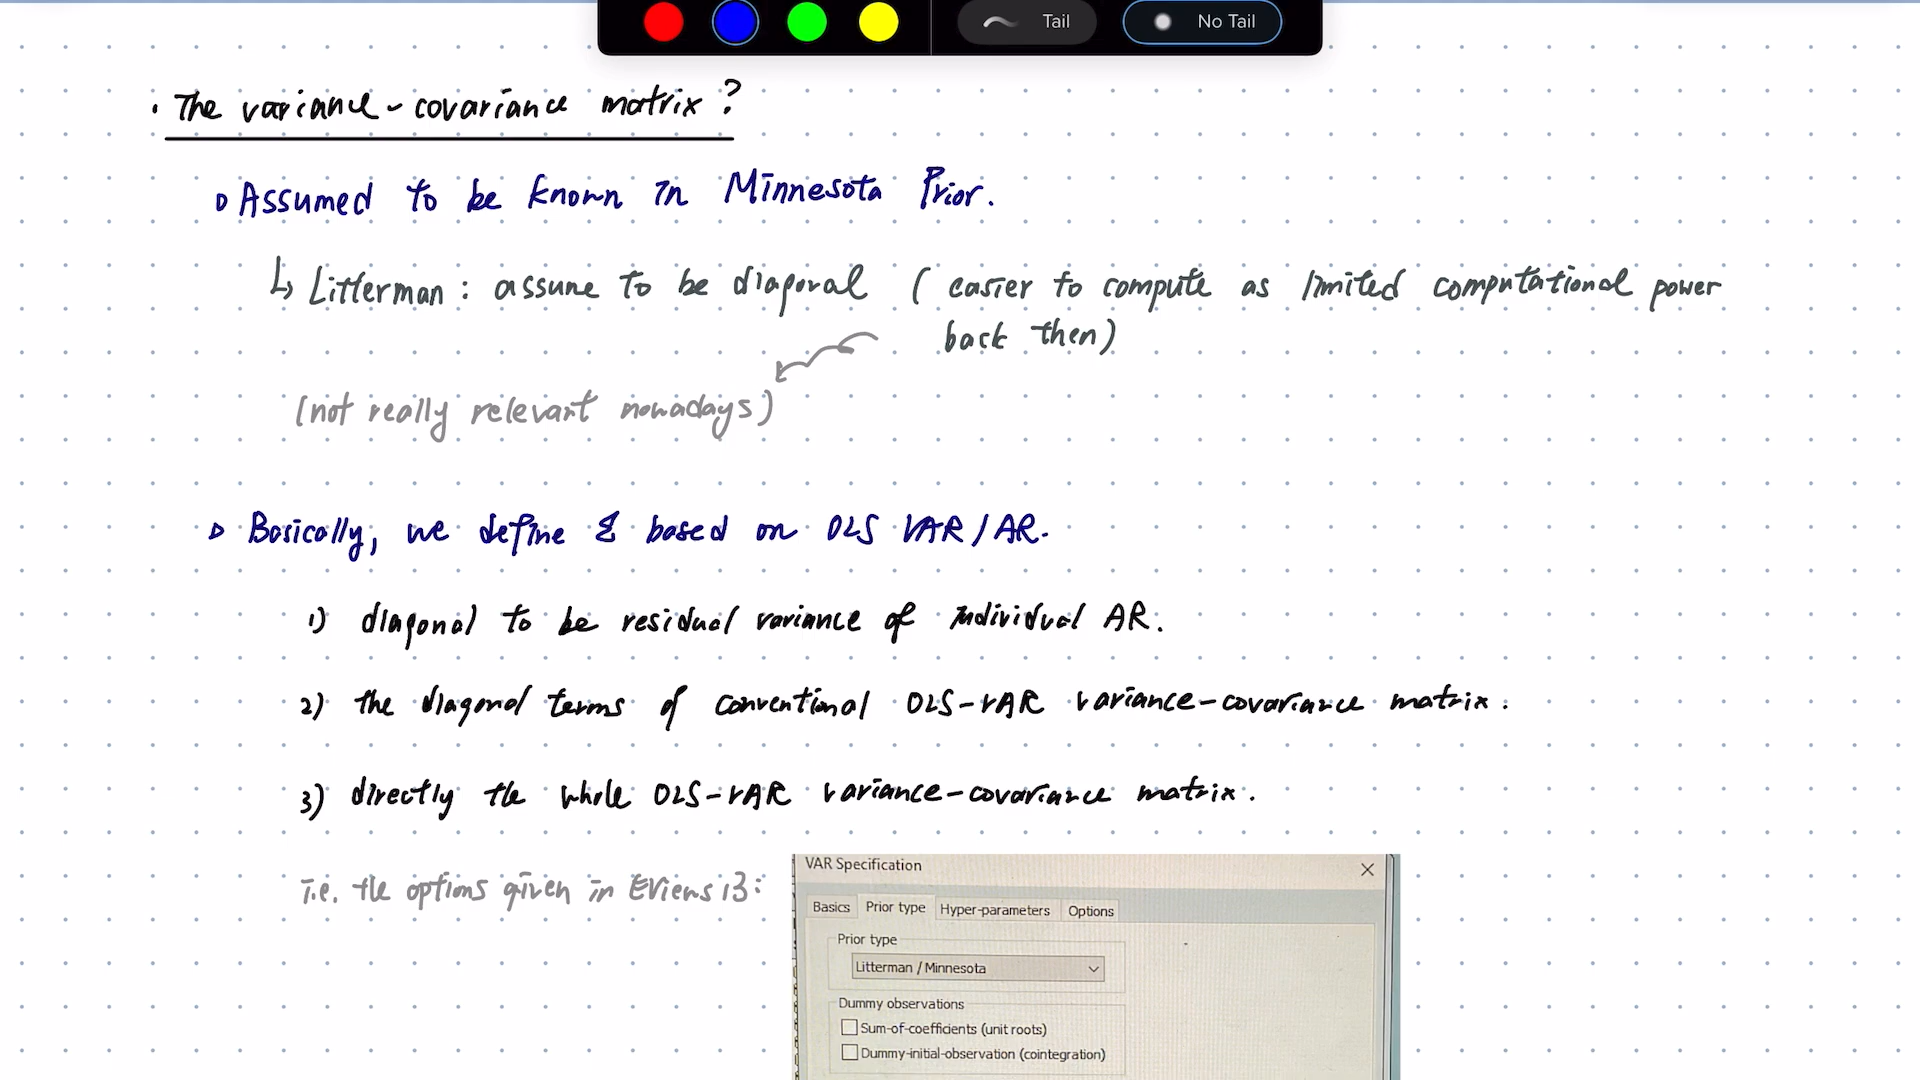 Tail
No Tail
. The variance-covariance matrix ?
▷ Assumed to be known in Minnesota Prior.
↳ Litterman : assume to be diagonal ( easier to compute as limited computational power
back then)
(not really relevant nowadays)
▷ Basically, we define Σ based on OLS VAR / AR.
1) diagonal to be residual variance of individual AR.
2) the diagonal terms of conventional OLS-VAR variance-covariance matrix.
3) directly the whole OLS-VAR variance-covariance matrix.
i.e. the options given in EViews 13:
VAR Specification
Basics Prior type Hyper-parameters Options
Prior type
Litterman / Minnesota
Dummy observations
Sum-of-coefficients (unit roots)
Dummy-initial-observation (cointegration)